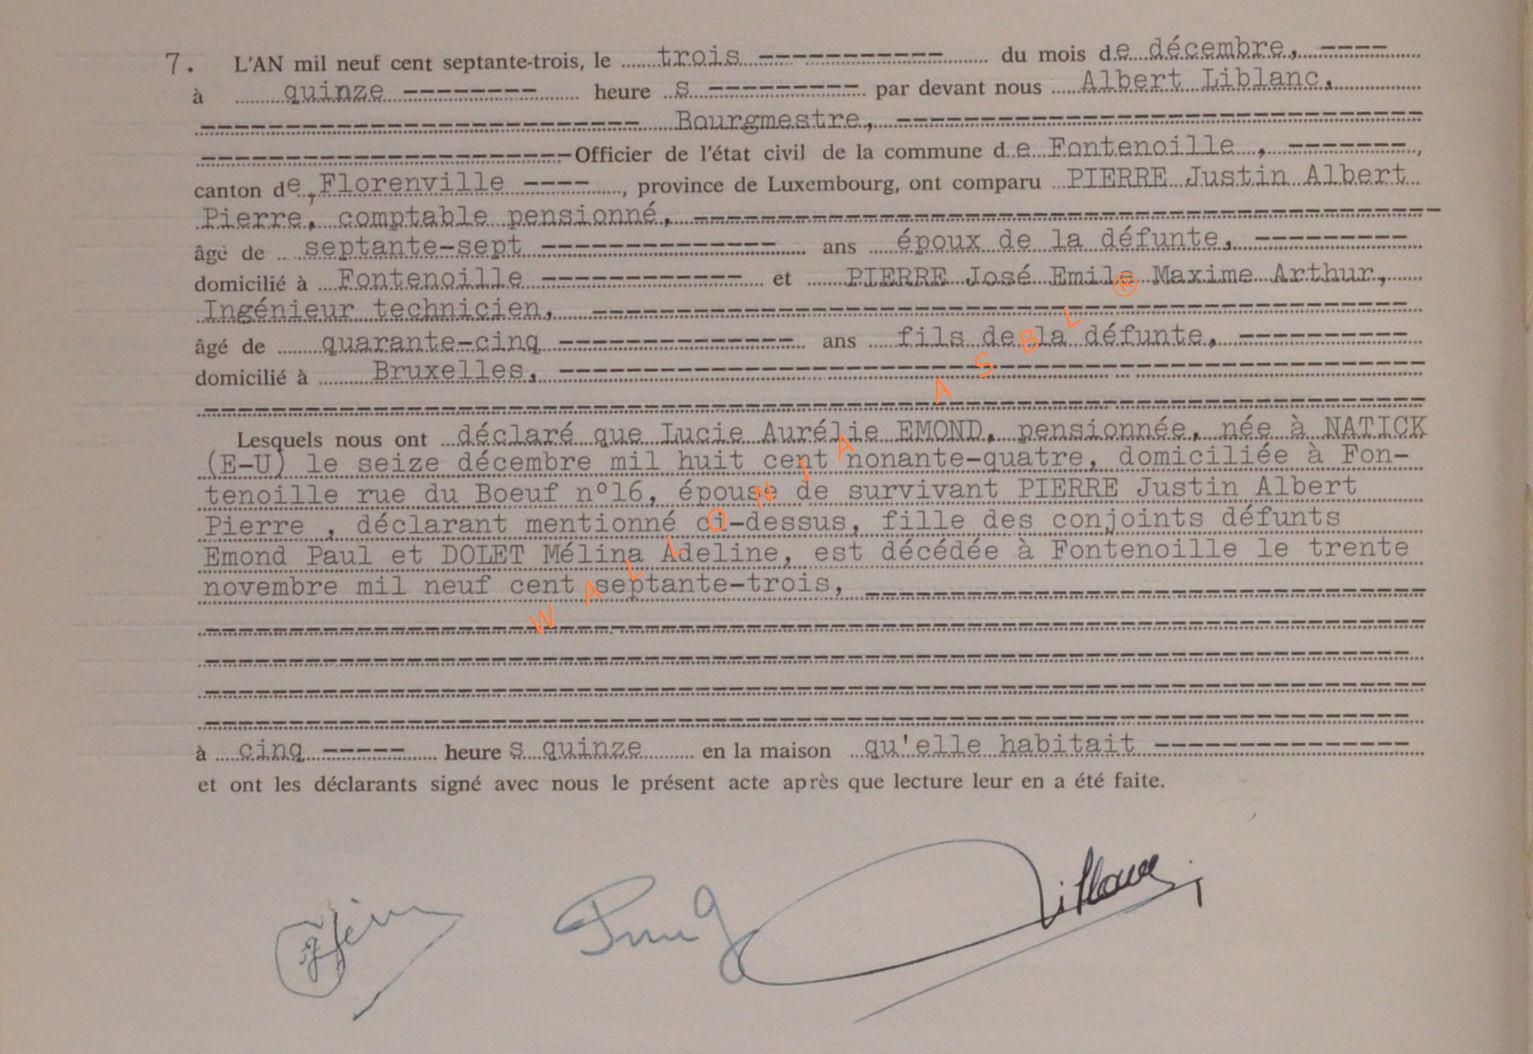 7. L'AN mil neuf cent septante-trois, le trois ----------- du mois de décembre, ----
à quinze -------- heure s --------- par devant nous Albert Liblanc,
-------------------------- Bourgmestre, -------------------------------
----------------------Officier de l'état civil de la commune de Fontenoille , -------,
canton de, Florenville ----, province de Luxembourg, ont comparu PIERRE Justin Albert
Pierre, comptable pensionné, --------------------------------------------
âgé de septante-sept -------------- ans époux de la défunte, ---------
domicilié à Fontenoille ------------ et PIERRE José Emile Maxime Arthur,
Ingénieur technicien, -------------------------------------------------
âgé de quarante-cinq -------------- ans fils de la défunte, ----------
domicilié à Bruxelles, ----------------------------------------------------
-------------------------------------------------------------------------
Lesquels nous ont déclaré que Lucie Aurélie EMOND, pensionnée, née à NATICK
(E-U) le seize décembre mil huit cent nonante-quatre, domiciliée à Fon-
tenoille rue du Boeuf n°16, épouse de survivant PIERRE Justin Albert
Pierre , déclarant mentionné ci-dessus, fille des conjoints défunts
Emond Paul et DOLET Mélina Adeline, est décédée à Fontenoille le trente
novembre mil neuf cent septante-trois, ---------------------------------
-------------------------------------------------------------------------
-------------------------------------------------------------------------
-------------------------------------------------------------------------
-------------------------------------------------------------------------
à cinq ----- heure s quinze en la maison qu'elle habitait ---------------
et ont les déclarants signé avec nous le présent acte après que lecture leur en a été faite.
WALLONIA ASBL ®